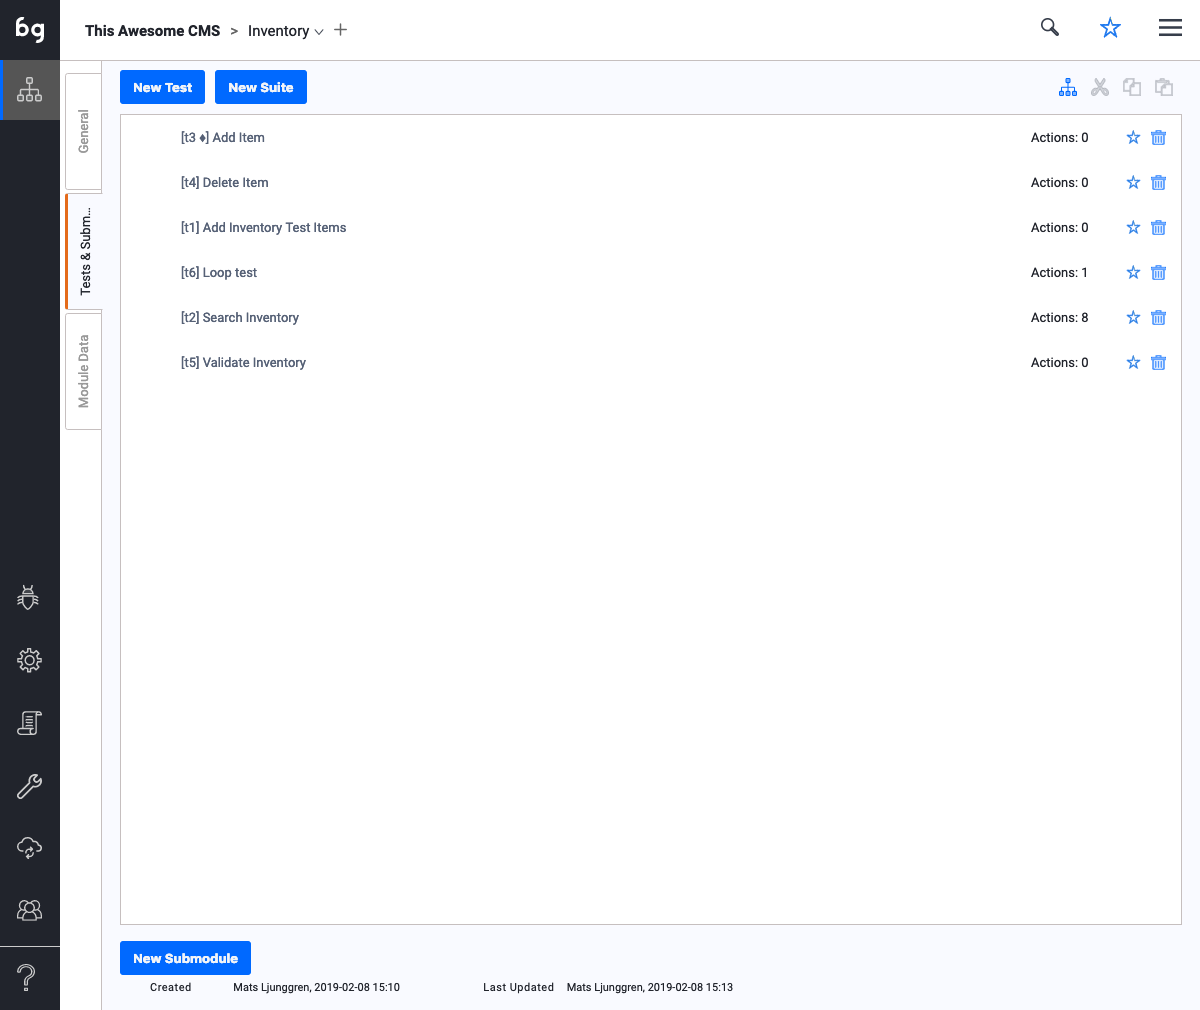 bg
This Awesome CMS > Inventory
New Test New Suite
General
Tests & Subm...
Module Data
[t3 ♦] Add Item Actions: 0
[t4] Delete Item Actions: 0
[t1] Add Inventory Test Items Actions: 0
[t6] Loop test Actions: 1
[t2] Search Inventory Actions: 8
[t5] Validate Inventory Actions: 0
New Submodule
Created Mats Ljunggren, 2019-02-08 15:10 Last Updated Mats Ljunggren, 2019-02-08 15:13